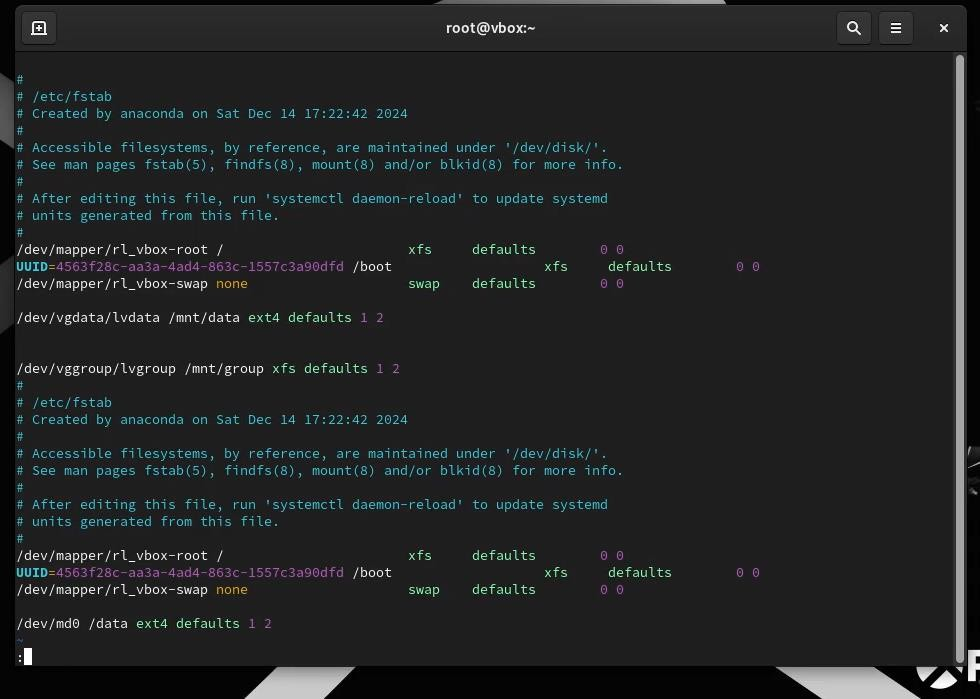 root@vbox:~
#
# /etc/fstab
# Created by anaconda on Sat Dec 14 17:22:42 2024
#
# Accessible filesystems, by reference, are maintained under '/dev/disk/'.
# See man pages fstab(5), findfs(8), mount(8) and/or blkid(8) for more info.
#
# After editing this file, run 'systemctl daemon-reload' to update systemd
# units generated from this file.
#
/dev/mapper/rl_vbox-root / xfs defaults 0 0
UUID=4563f28c-aa3a-4ad4-863c-1557c3a90dfd /boot xfs defaults 0 0
/dev/mapper/rl_vbox-swap none swap defaults 0 0
/dev/vgdata/lvdata /mnt/data ext4 defaults 1 2
/dev/vggroup/lvgroup /mnt/group xfs defaults 1 2
#
# /etc/fstab
# Created by anaconda on Sat Dec 14 17:22:42 2024
#
# Accessible filesystems, by reference, are maintained under '/dev/disk/'.
# See man pages fstab(5), findfs(8), mount(8) and/or blkid(8) for more info.
#
# After editing this file, run 'systemctl daemon-reload' to update systemd
# units generated from this file.
#
/dev/mapper/rl_vbox-root / xfs defaults 0 0
UUID=4563f28c-aa3a-4ad4-863c-1557c3a90dfd /boot xfs defaults 0 0
/dev/mapper/rl_vbox-swap none swap defaults 0 0
/dev/md0 /data ext4 defaults 1 2
~
: